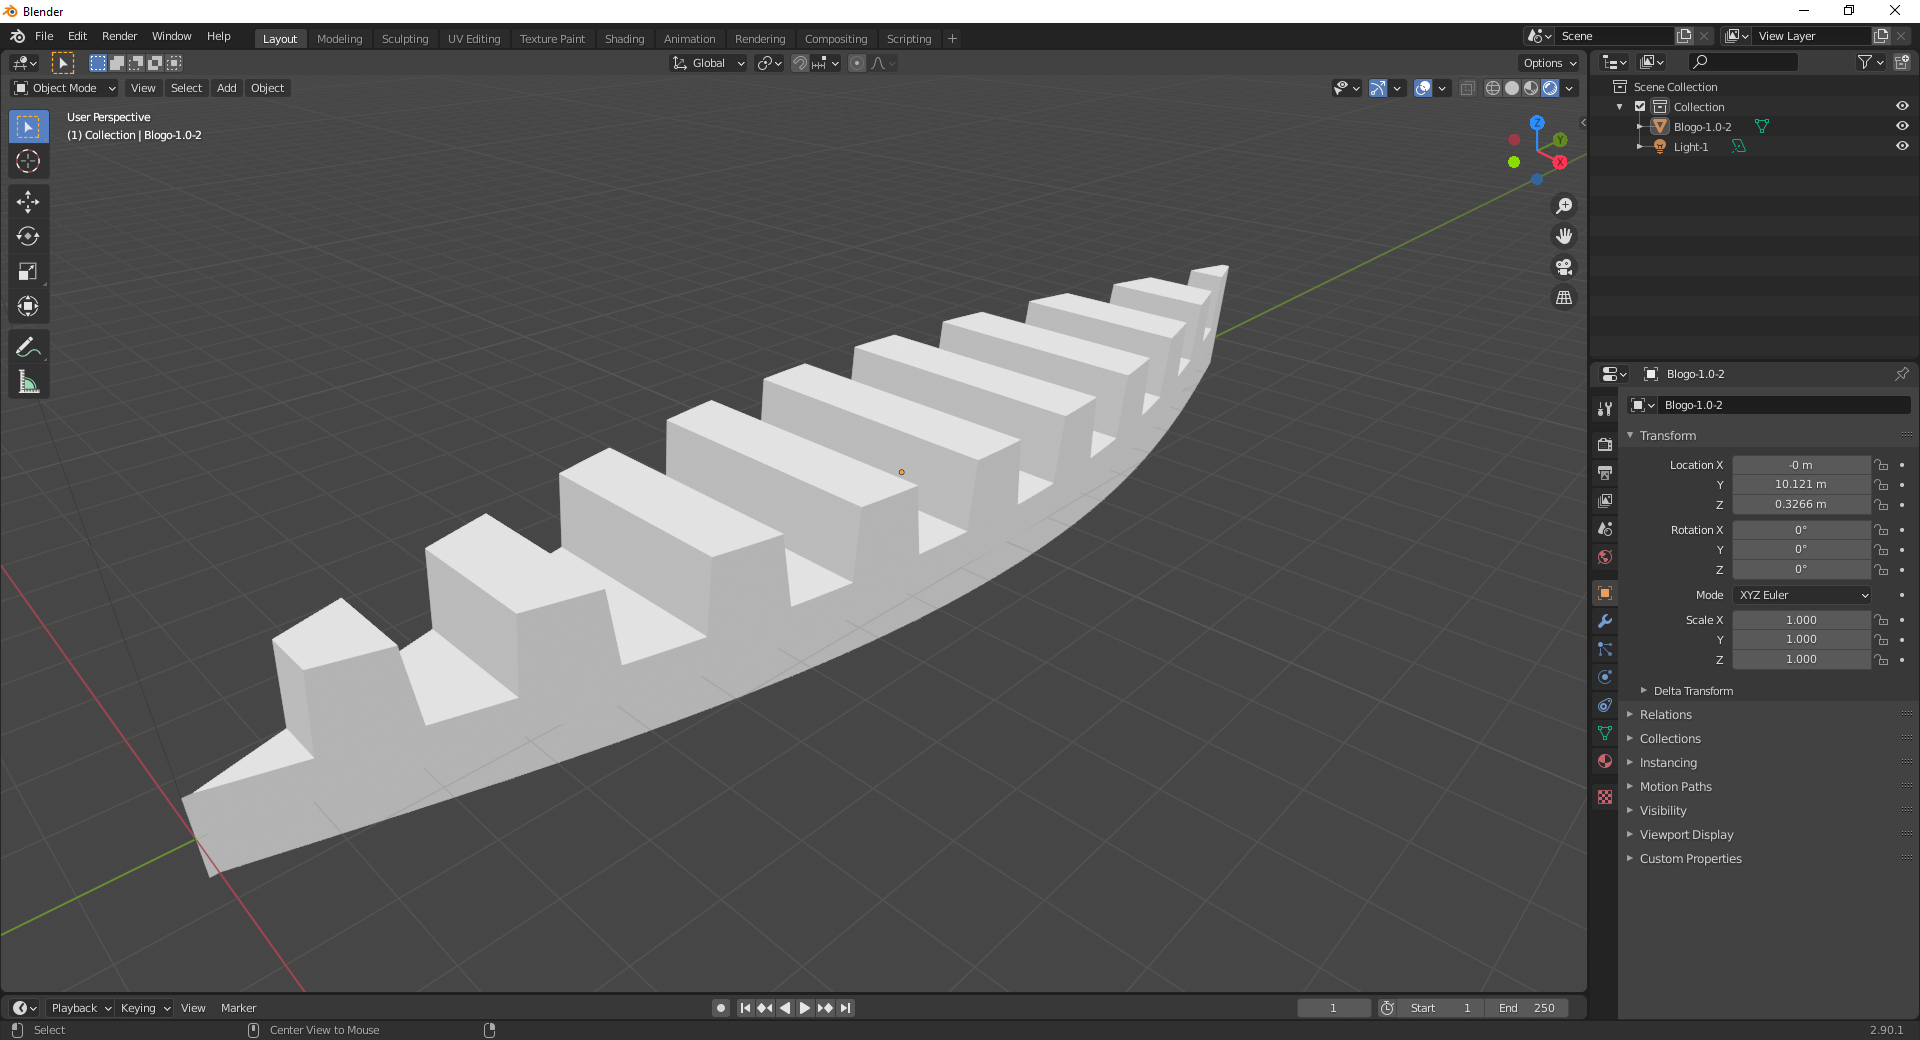 Blender
File Edit Render Window Help Layout Modeling Sculpting UV Editing Texture Paint Shading Animation Rendering Compositing Scripting + Scene View Layer
Global Options
Object Mode View Select Add Object
User Perspective
(1) Collection | Blogo-1.0-2
Z
Y
X
Scene Collection
Collection
Blogo-1.0-2
Light-1
Blogo-1.0-2
Blogo-1.0-2
Transform
Location X -0 m
Y 10.121 m
Z 0.3266 m
Rotation X 0°
Y 0°
Z 0°
Mode XYZ Euler
Scale X 1.000
Y 1.000
Z 1.000
Delta Transform
Relations
Collections
Instancing
Motion Paths
Visibility
Viewport Display
Custom Properties
Playback Keying View Marker 1 Start 1 End 250
Select Center View to Mouse 2.90.1